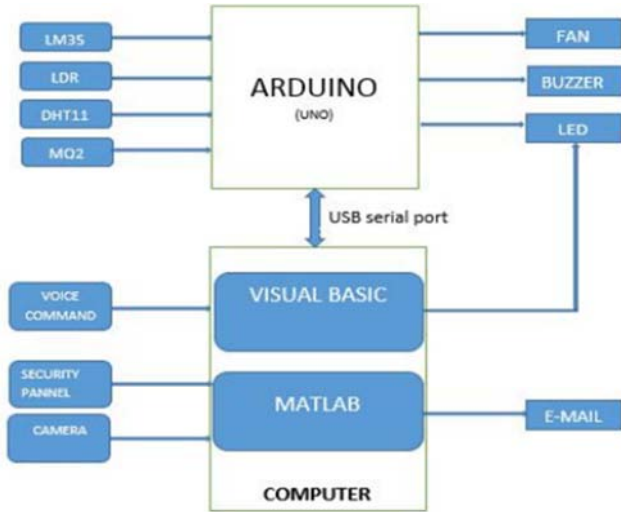 LM35
LDR
DHT11
MQ2
ARDUINO
(UNO)
FAN
BUZZER
LED
USB serial port
VOICE
COMMAND
SECURITY
PANNEL
CAMERA
VISUAL BASIC
MATLAB
COMPUTER
E-MAIL